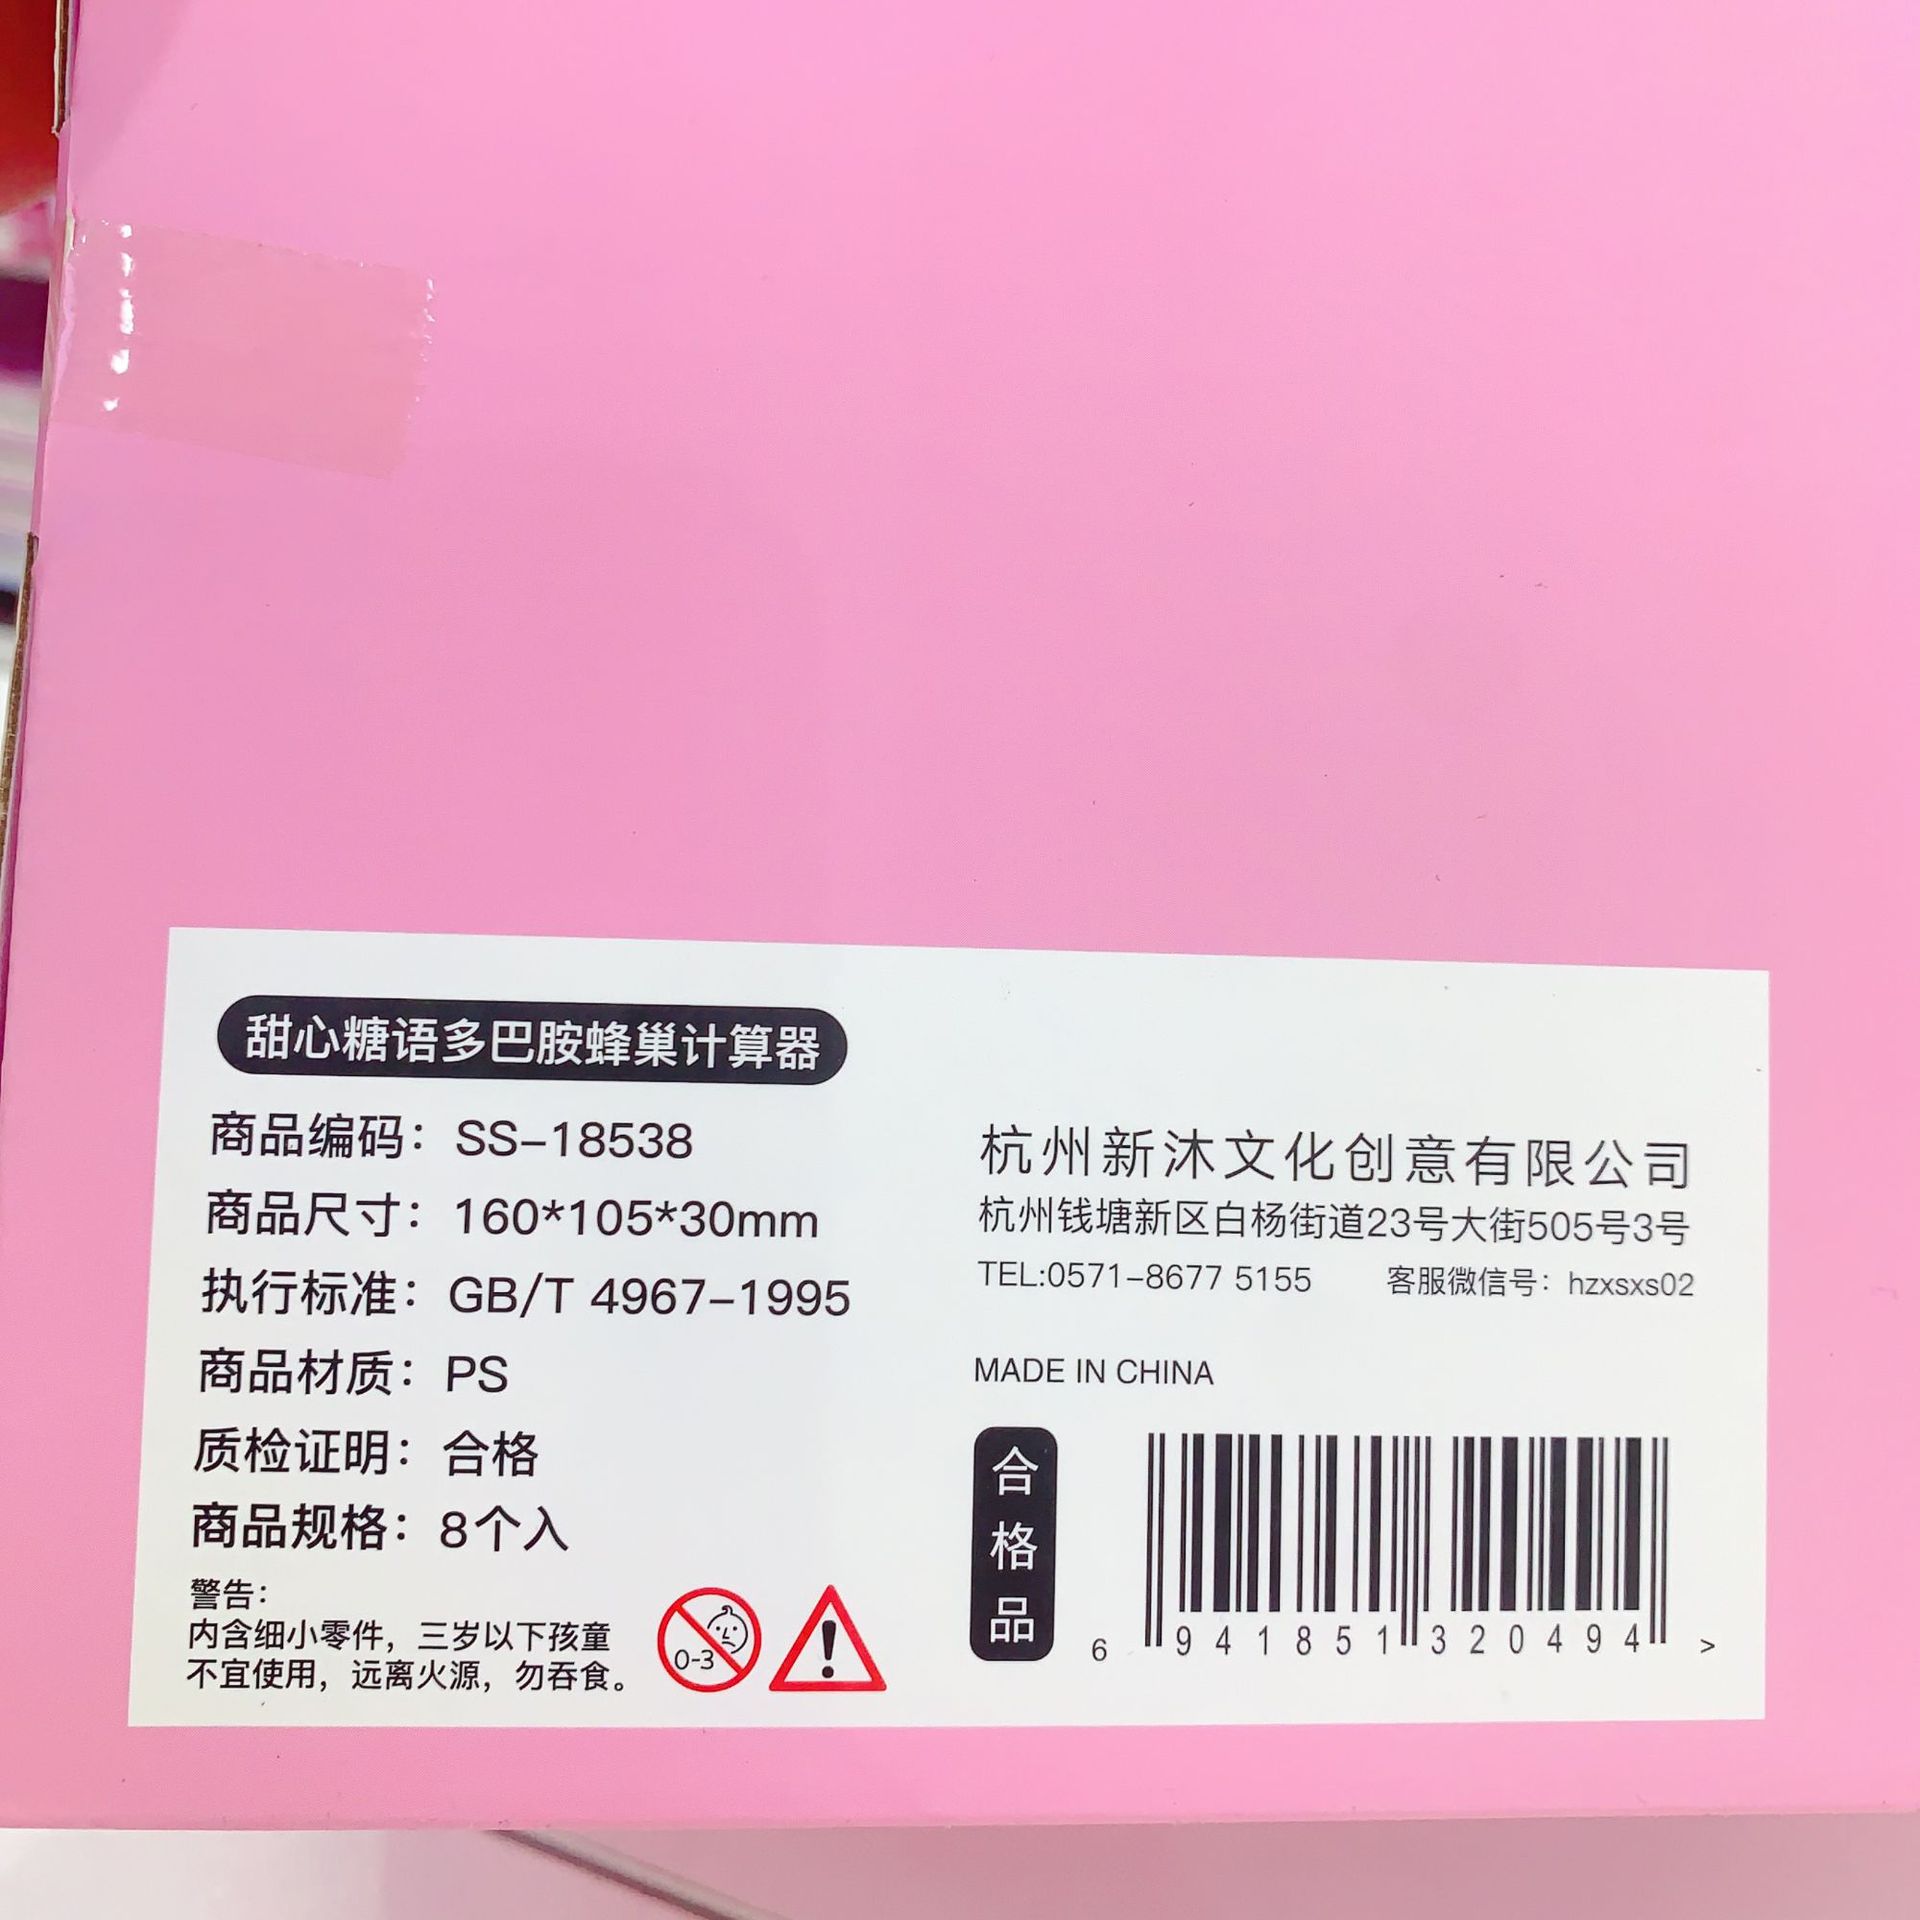 甜心糖语多巴胺蜂巢计算器
商品编码：SS-18538
商品尺寸：160*105*30mm
执行标准：GB/T 4967-1995
商品材质：PS
质检证明：合格
商品规格：8个入
警告：
内含细小零件，三岁以下孩童
不宜使用，远离火源，勿吞食。
0-3
杭州新沐文化创意有限公司
杭州钱塘新区白杨街道23号大街505号3号
TEL:0571-8677 5155 客服微信号：hzxsxs02
MADE IN CHINA
合格品
6 941851 320494 >